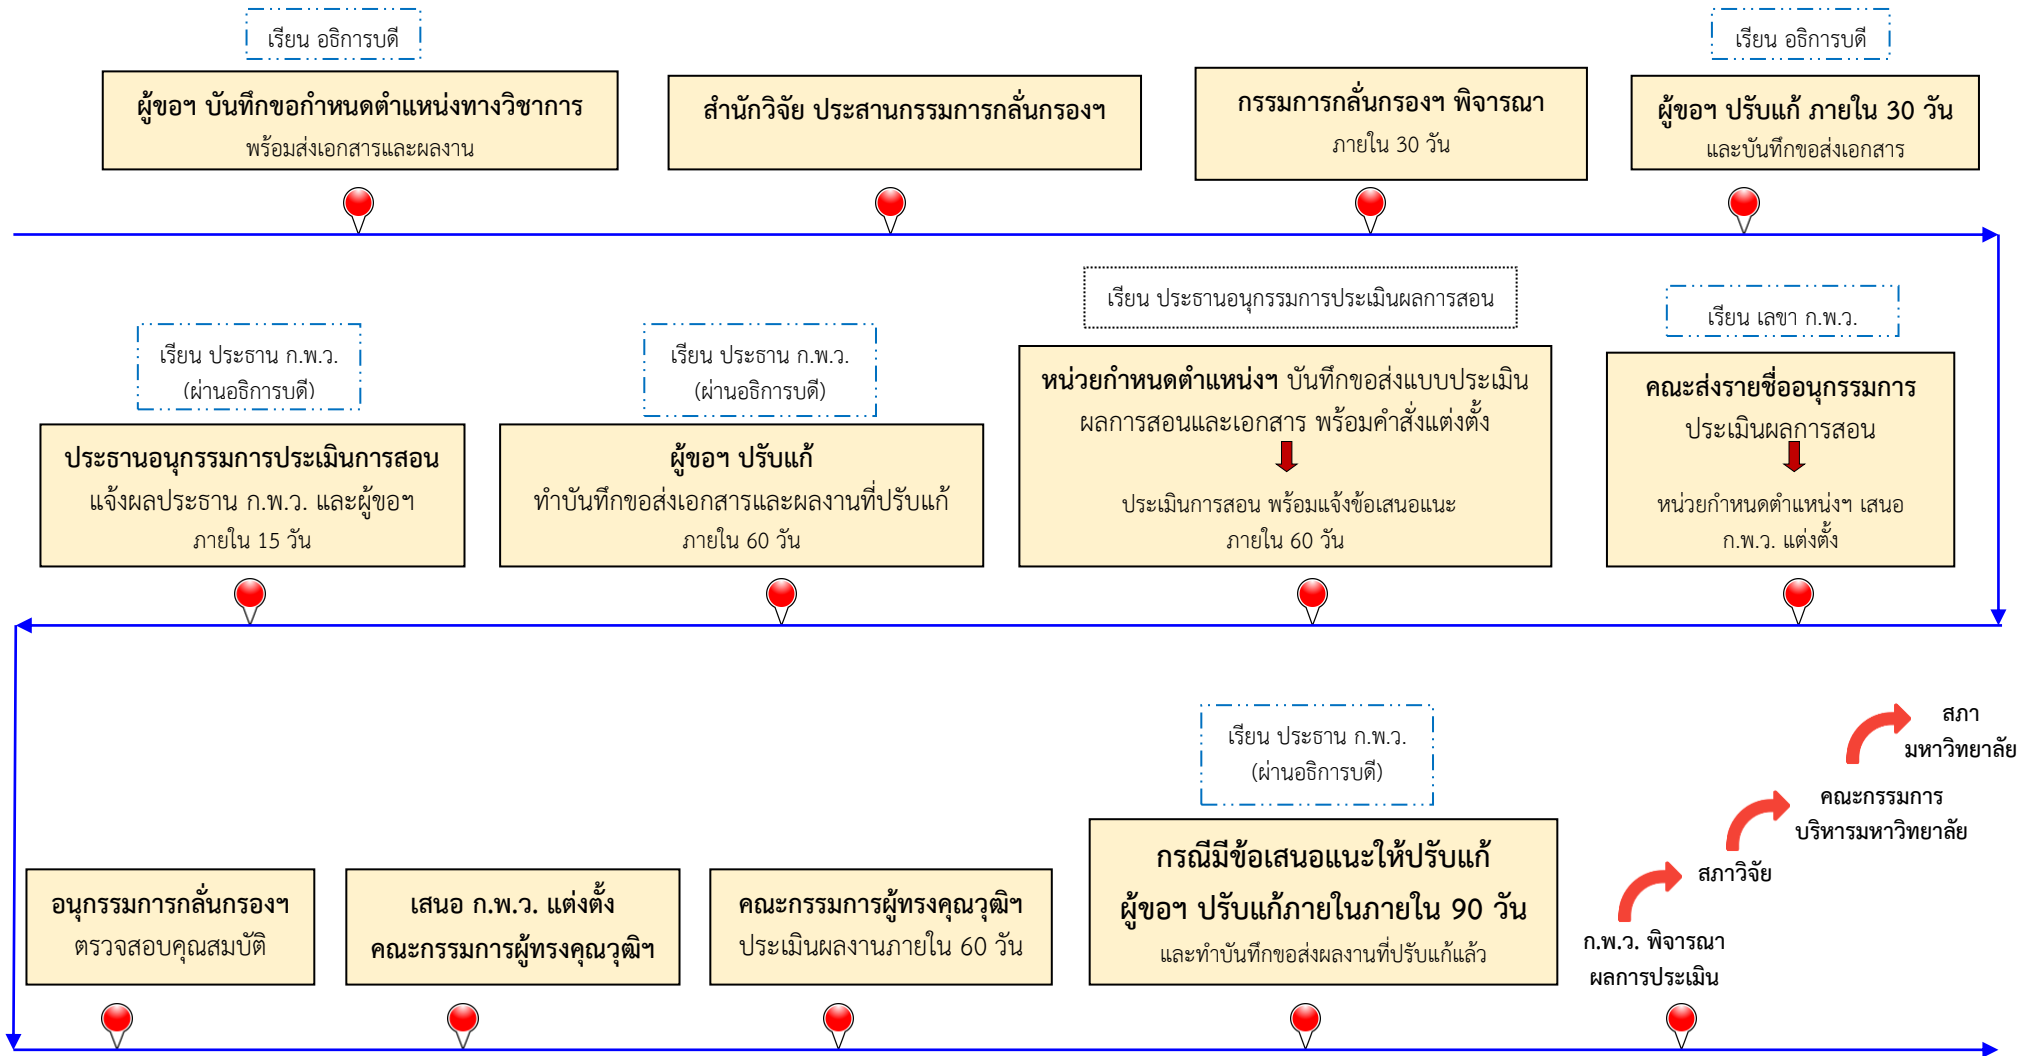 เรียน อธิการบดี
ผู้ขอฯ บันทึกขอกำหนดตำแหน่งทางวิชาการ
พร้อมส่งเอกสารและผลงาน
สำนักวิจัย ประสานกรรมการกลั่นกรองฯ
กรรมการกลั่นกรองฯ พิจารณา
ภายใน 30 วัน
เรียน อธิการบดี
ผู้ขอฯ ปรับแก้ ภายใน 30 วัน
และบันทึกขอส่งเอกสาร
เรียน เลขา ก.พ.ว.
คณะส่งรายชื่ออนุกรรมการ
ประเมินผลการสอน
หน่วยกำหนดตำแหน่งฯ เสนอ
ก.พ.ว. แต่งตั้ง
เรียน ประธานอนุกรรมการประเมินผลการสอน
หน่วยกำหนดตำแหน่งฯ บันทึกขอส่งแบบประเมิน
ผลการสอนและเอกสาร พร้อมคำสั่งแต่งตั้ง
ประเมินการสอน พร้อมแจ้งข้อเสนอแนะ
ภายใน 60 วัน
เรียน ประธาน ก.พ.ว.
(ผ่านอธิการบดี)
ผู้ขอฯ ปรับแก้
ทำบันทึกขอส่งเอกสารและผลงานที่ปรับแก้
ภายใน 60 วัน
เรียน ประธาน ก.พ.ว.
(ผ่านอธิการบดี)
ประธานอนุกรรมการประเมินการสอน
แจ้งผลประธาน ก.พ.ว. และผู้ขอฯ
ภายใน 15 วัน
อนุกรรมการกลั่นกรองฯ
ตรวจสอบคุณสมบัติ
เสนอ ก.พ.ว. แต่งตั้ง
คณะกรรมการผู้ทรงคุณวุฒิฯ
คณะกรรมการผู้ทรงคุณวุฒิฯ
ประเมินผลงานภายใน 60 วัน
เรียน ประธาน ก.พ.ว.
(ผ่านอธิการบดี)
กรณีมีข้อเสนอแนะให้ปรับแก้
ผู้ขอฯ ปรับแก้ภายในภายใน 90 วัน
และทำบันทึกขอส่งผลงานที่ปรับแก้แล้ว
ก.พ.ว. พิจารณา
ผลการประเมิน
สภาวิจัย
คณะกรรมการ
บริหารมหาวิทยาลัย
สภา
มหาวิทยาลัย